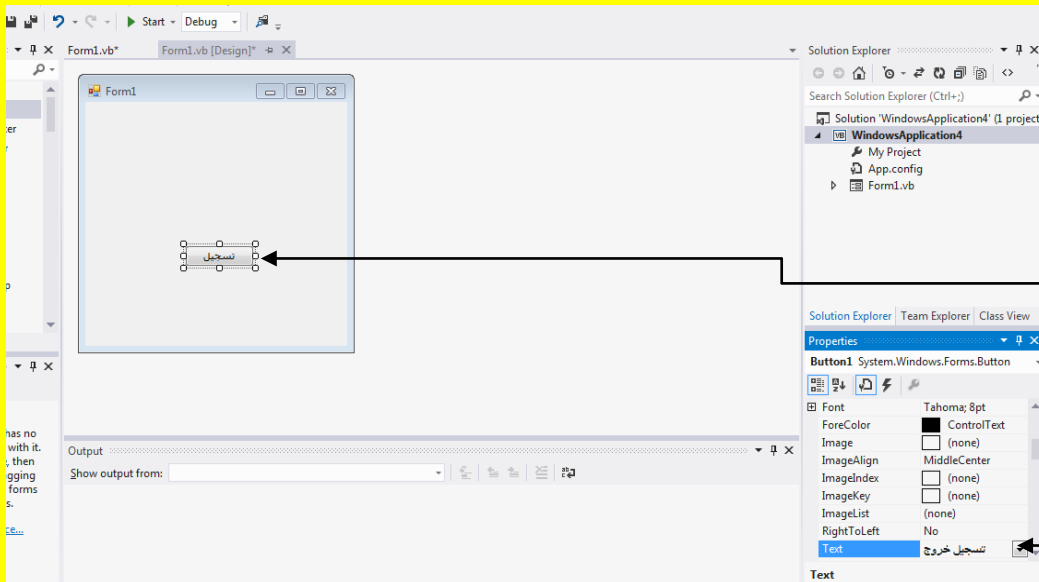 Start Debug
Form1.vb* Form1.vb [Design]*
Form1
تسجيل
has no
with it.
, then
forms
s.
Output
Show output from:
Solution Explorer
Search Solution Explorer (Ctrl+;)
Solution 'WindowsApplication4' (1 project
VB WindowsApplication4
My Project
App.config
Form1.vb
Solution Explorer Team Explorer Class View
Properties
Button1 System.Windows.Forms.Button
Font Tahoma; 8pt
ForeColor ControlText
Image (none)
ImageAlign MiddleCenter
ImageIndex (none)
ImageKey (none)
ImageList (none)
RightToLeft No
Text تتسجيل خروج
Text